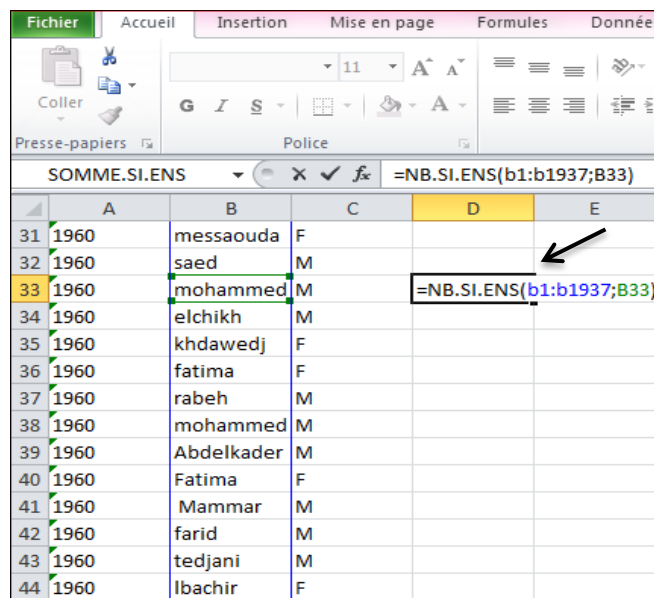 Fichier Accueil Insertion Mise en page Formules Donnée
11 A A
Coller G I S A
Presse-papiers Police
SOMME.SI.ENS fx =NB.SI.ENS(b1:b1937;B33)
A B C D E
31 1960 messaouda F
32 1960 saed M
33 1960 mohammed M =NB.SI.ENS(b1:b1937;B33)
34 1960 elchikh M
35 1960 khdawedj F
36 1960 fatima F
37 1960 rabeh M
38 1960 mohammed M
39 1960 Abdelkader M
40 1960 Fatima F
41 1960 Mammar M
42 1960 farid M
43 1960 tedjani M
44 1960 lbachir F